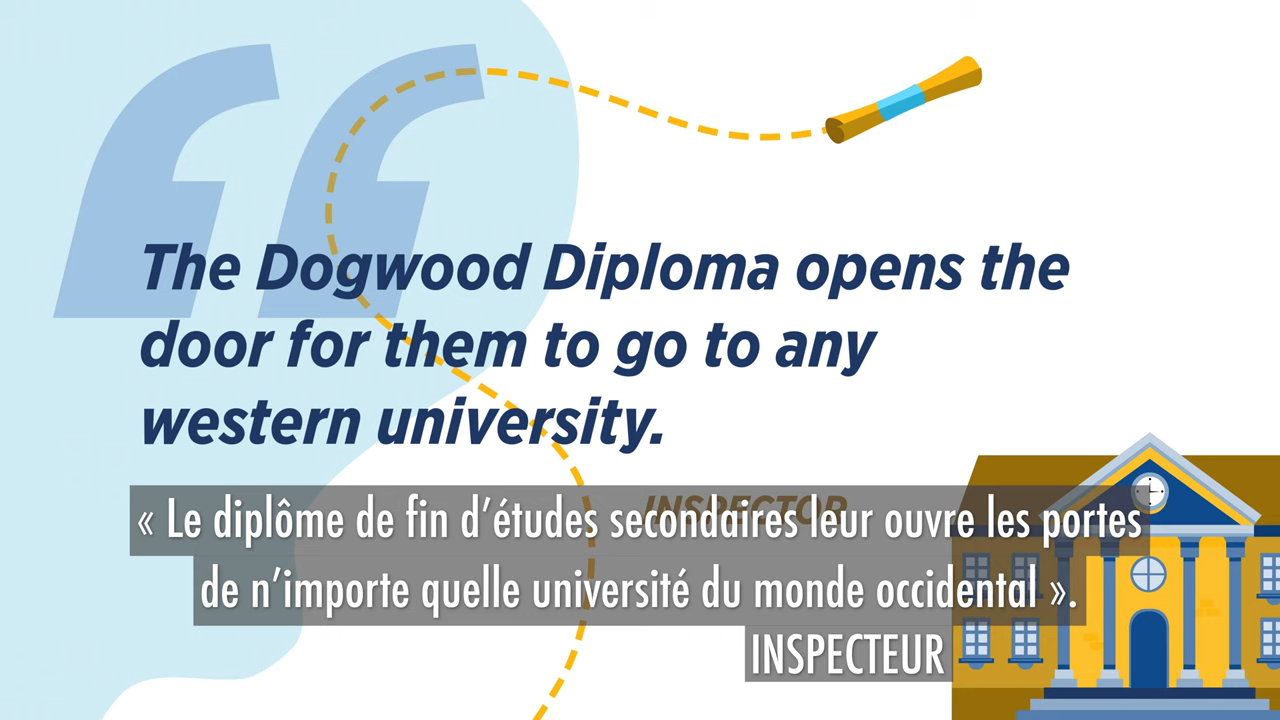 The Dogwood Diploma opens the
door for them to go to any
western university.
INSPECTOR
« Le diplôme de fin d’études secondaires leur ouvre les portes
de n’importe quelle université du monde occidental ».
INSPECTEUR